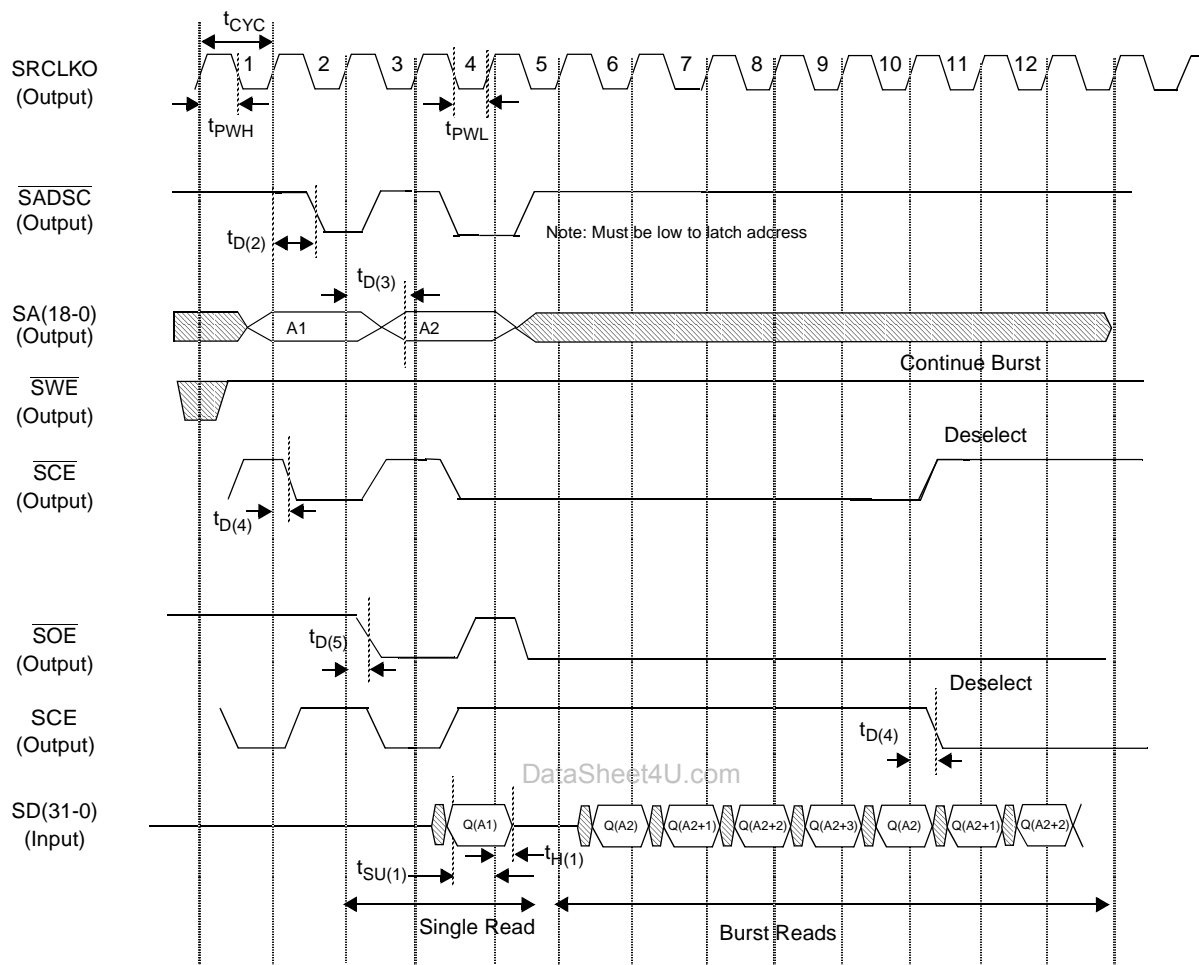 tCYC
SRCLKO
(Output)
1 2 3 4 5 6 7 8 9 10 11 12
tPWH
tPWL
SADSC
(Output)
Note: Must be low to latch address
tD(2)
tD(3)
SA(18-0)
(Output)
A1
A2
Continue Burst
SWE
(Output)
Deselect
SCE
(Output)
tD(4)
SOE
(Output)
tD(5)
Deselect
SCE
(Output)
tD(4)
DataSheet4U.com
SD(31-0)
(Input)
Q(A1) Q(A2) Q(A2+1) Q(A2+2) Q(A2+3) Q(A2) Q(A2+1) Q(A2+2)
tH(1)
tSU(1)
Single Read
Burst Reads